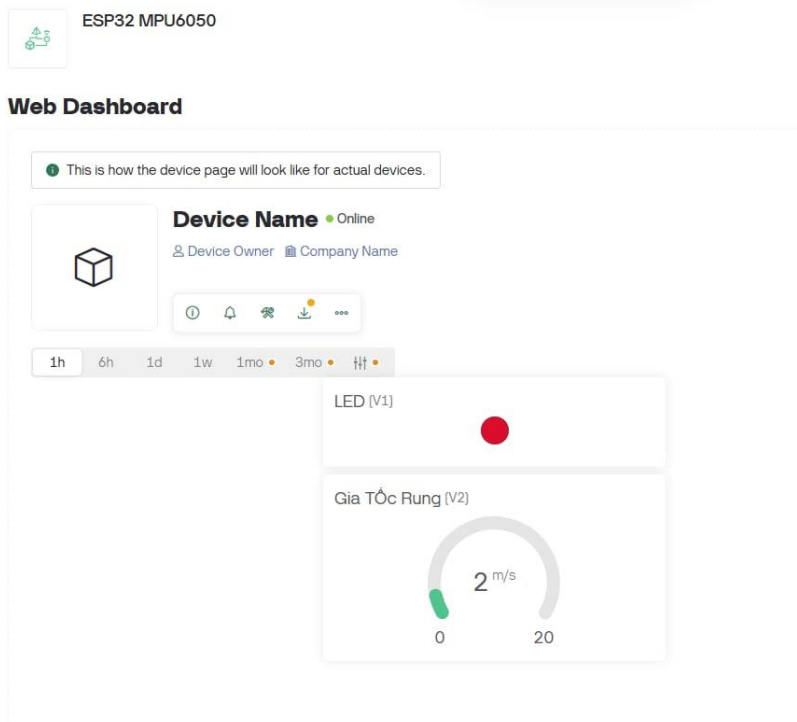 ESP32 MPU6050
Web Dashboard
This is how the device page will look like for actual devices.
Device Name Online
Device Owner Company Name
1h 6h 1d 1w 1mo 3mo
LED (V1)
Gia TỐc Rung (V2)
2 m/s
0 20